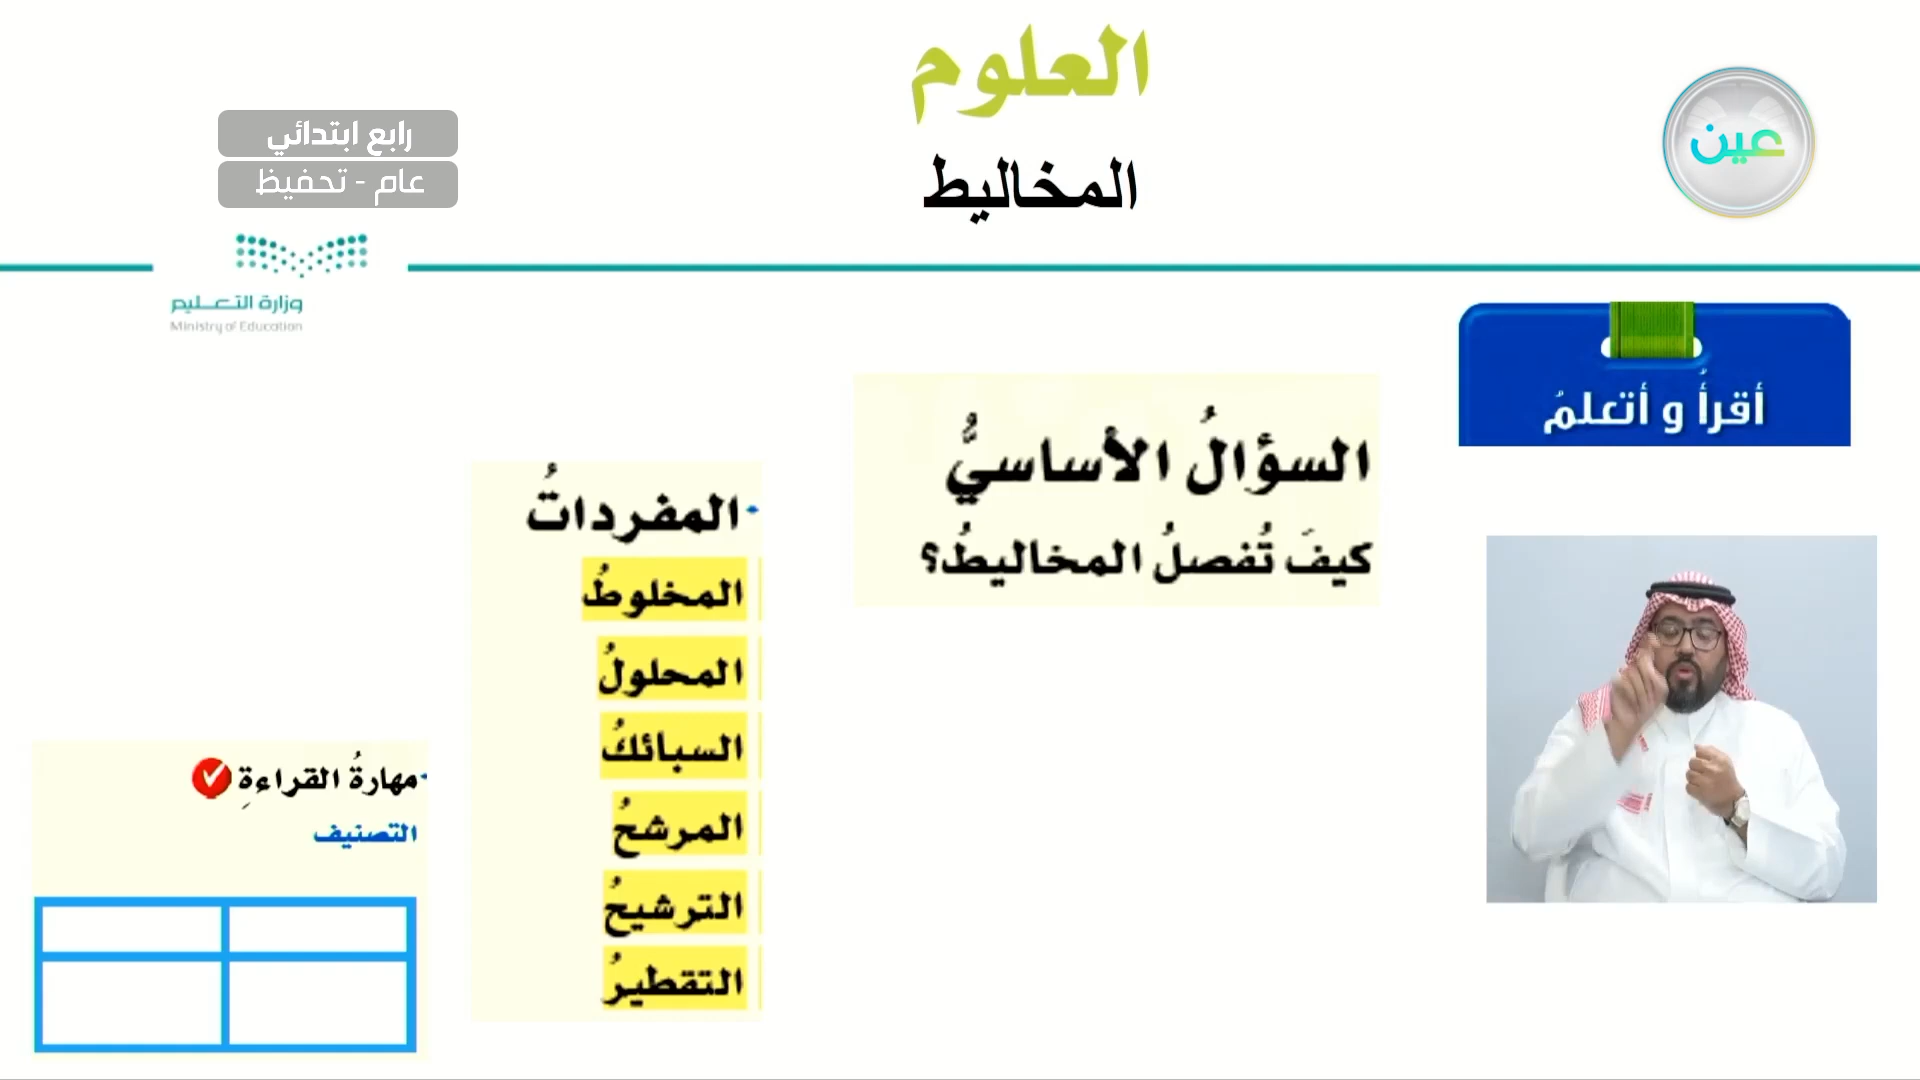 العلوم
المخاليط
عين
رابع ابتدائي
عام - تحفيظ
وزارة التعليم
Ministry of Education
أقرأُ و أتعلمُ
السؤالُ الأساسيُّ
كيفَ تُفصلُ المخاليطُ؟
المفرداتُ
المخلوطُ
المحلولُ
السبائكُ
المرشحُ
الترشيحُ
التقطيرُ
مهارةُ القراءةِ
التصنيف